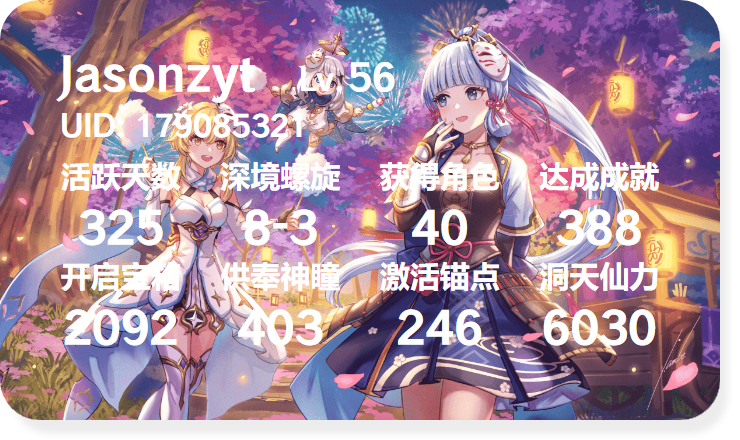 Jasonzyt L 56
UID: 179085321
活跃天数 深境螺旋 获得角色 达成成就
325 8-3 40 388
开启宝箱 供奉神瞳 激活锚点 洞天仙力
2092 403 246 6030